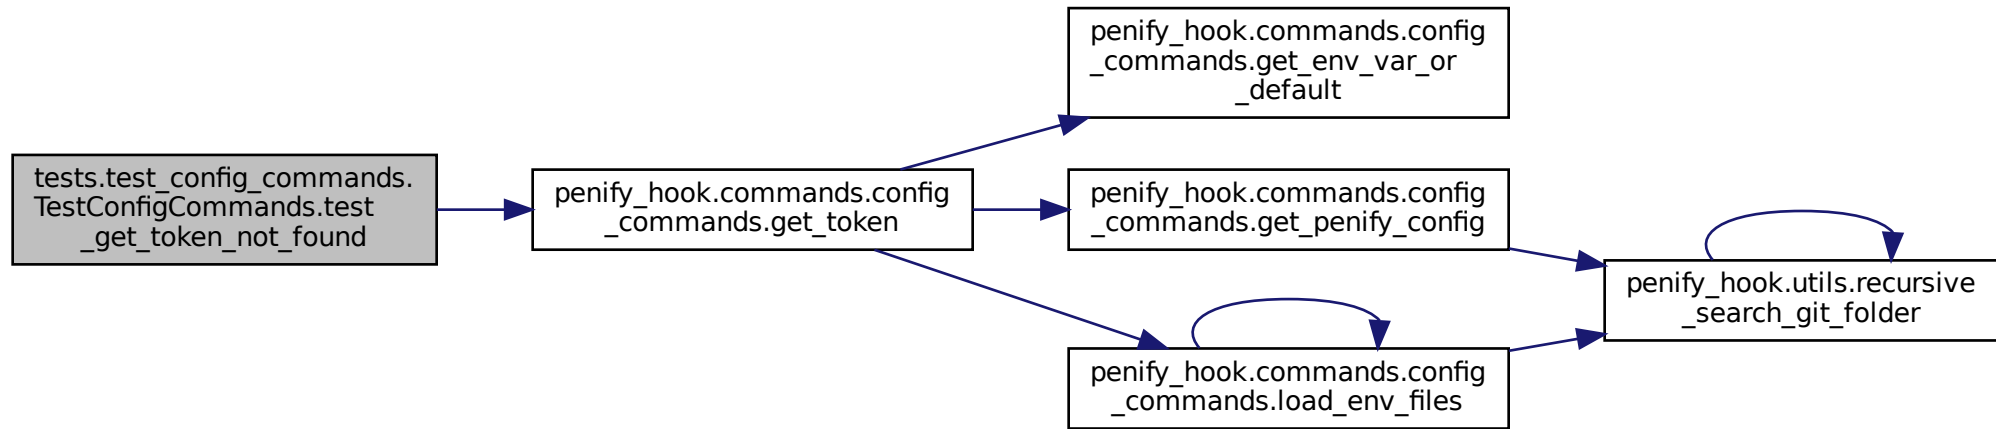 tests.test_config_commands.
TestConfigCommands.test
_get_token_not_found
penify_hook.commands.config
_commands.get_token
penify_hook.commands.config
_commands.get_env_var_or
_default
penify_hook.commands.config
_commands.get_penify_config
penify_hook.commands.config
_commands.load_env_files
penify_hook.utils.recursive
_search_git_folder